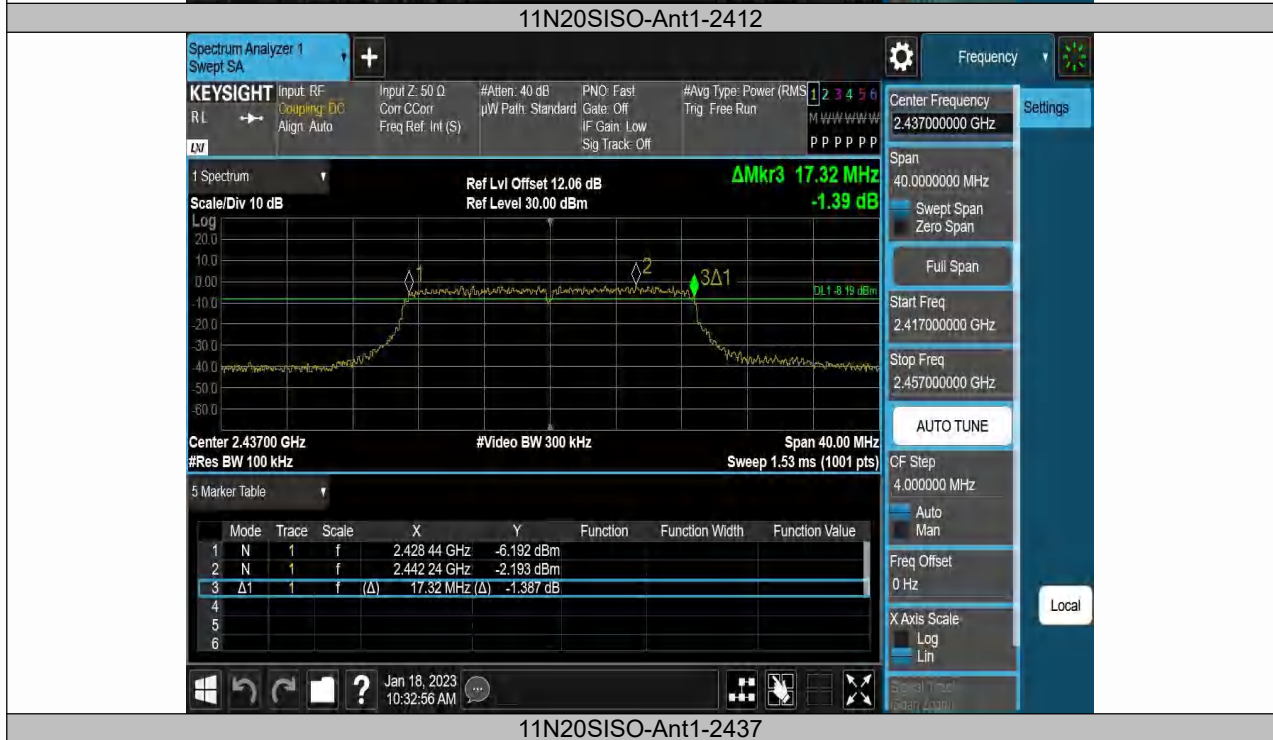 11N20SISO-Ant1-2412
Spectrum Analyzer 1
Swept SA
+
Frequency
KEYSIGHT
RL
LXI
Input: RF
Coupling: DC
Align: Auto
Input Z: 50 Ω
Corr CCorr
Freq Ref: Int (S)
#Atten: 40 dB
µW Path: Standard
PNO: Fast
Gate: Off
IF Gain: Low
Sig Track: Off
#Avg Type: Power (RMS
Trig: Free Run
1 2 3 4 5 6
M W W W W W
P P P P P P
Center Frequency
2.437000000 GHz
Settings
Span
40.0000000 MHz
Swept Span
Zero Span
Full Span
Start Freq
2.417000000 GHz
Stop Freq
2.457000000 GHz
AUTO TUNE
CF Step
4.000000 MHz
Auto
Man
Freq Offset
0 Hz
X Axis Scale
Log
Lin
Signal Track
(Span Zoom)
Local
1 Spectrum
Scale/Div 10 dB
Ref Lvl Offset 12.06 dB
Ref Level 30.00 dBm
ΔMkr3 17.32 MHz
-1.39 dB
Log
20.0
10.0
0.00
-10.0
-20.0
-30.0
-40.0
-50.0
-60.0
1
2
3Δ1
DL1 -8.19 dBm
Center 2.43700 GHz
#Video BW 300 kHz
Span 40.00 MHz
#Res BW 100 kHz
Sweep 1.53 ms (1001 pts)
5 Marker Table
Mode Trace Scale X Y Function Function Width Function Value
1 N 1 f 2.428 44 GHz -6.192 dBm
2 N 1 f 2.442 24 GHz -2.193 dBm
3 Δ1 1 f (Δ) 17.32 MHz (Δ) -1.387 dB
4
5
6
?
Jan 18, 2023
10:32:56 AM
11N20SISO-Ant1-2437